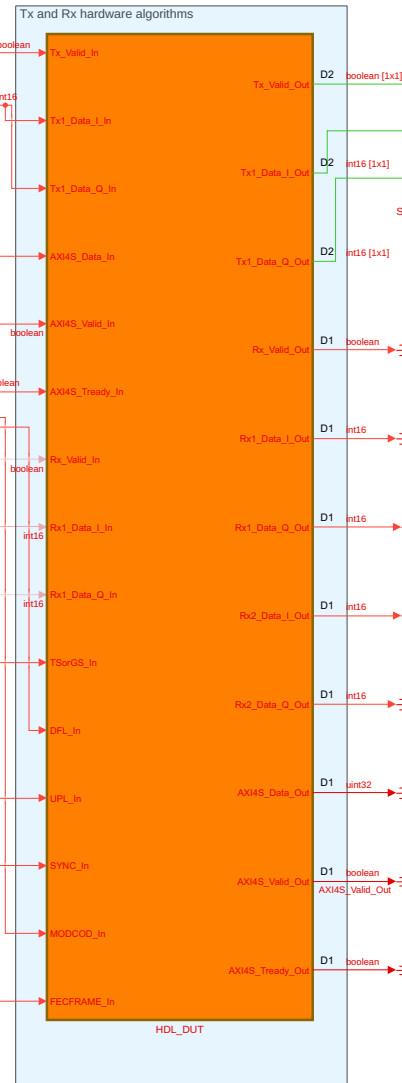 Tx and Rx hardware algorithms
boolean
Tx_Valid_In
D2
boolean [1x1]
Tx_Valid_Out
int16
Tx1_Data_I_In
D2
int16 [1x1]
Tx1_Data_I_Out
Tx1_Data_Q_In
D2
int16 [1x1]
AXI4S_Data_In
Tx1_Data_Q_Out
AXI4S_Valid_In
boolean
D1
boolean
Rx_Valid_Out
AXI4S_Tready_In
D1
int16
Rx1_Data_I_Out
Rx_Valid_In
boolean
D1
int16
Rx1_Data_I_In
Rx1_Data_Q_Out
int16
Rx1_Data_Q_In
int16
D1
int16
Rx2_Data_I_Out
TSorGS_In
D1
int16
Rx2_Data_Q_Out
DFL_In
D1
uint32
AXI4S_Data_Out
UPL_In
SYNC_In
D1
boolean
AXI4S_Valid_Out
AXI4S_Valid_Out
MODCOD_In
D1
boolean
AXI4S_Tready_Out
FECFRAME_In
HDL_DUT